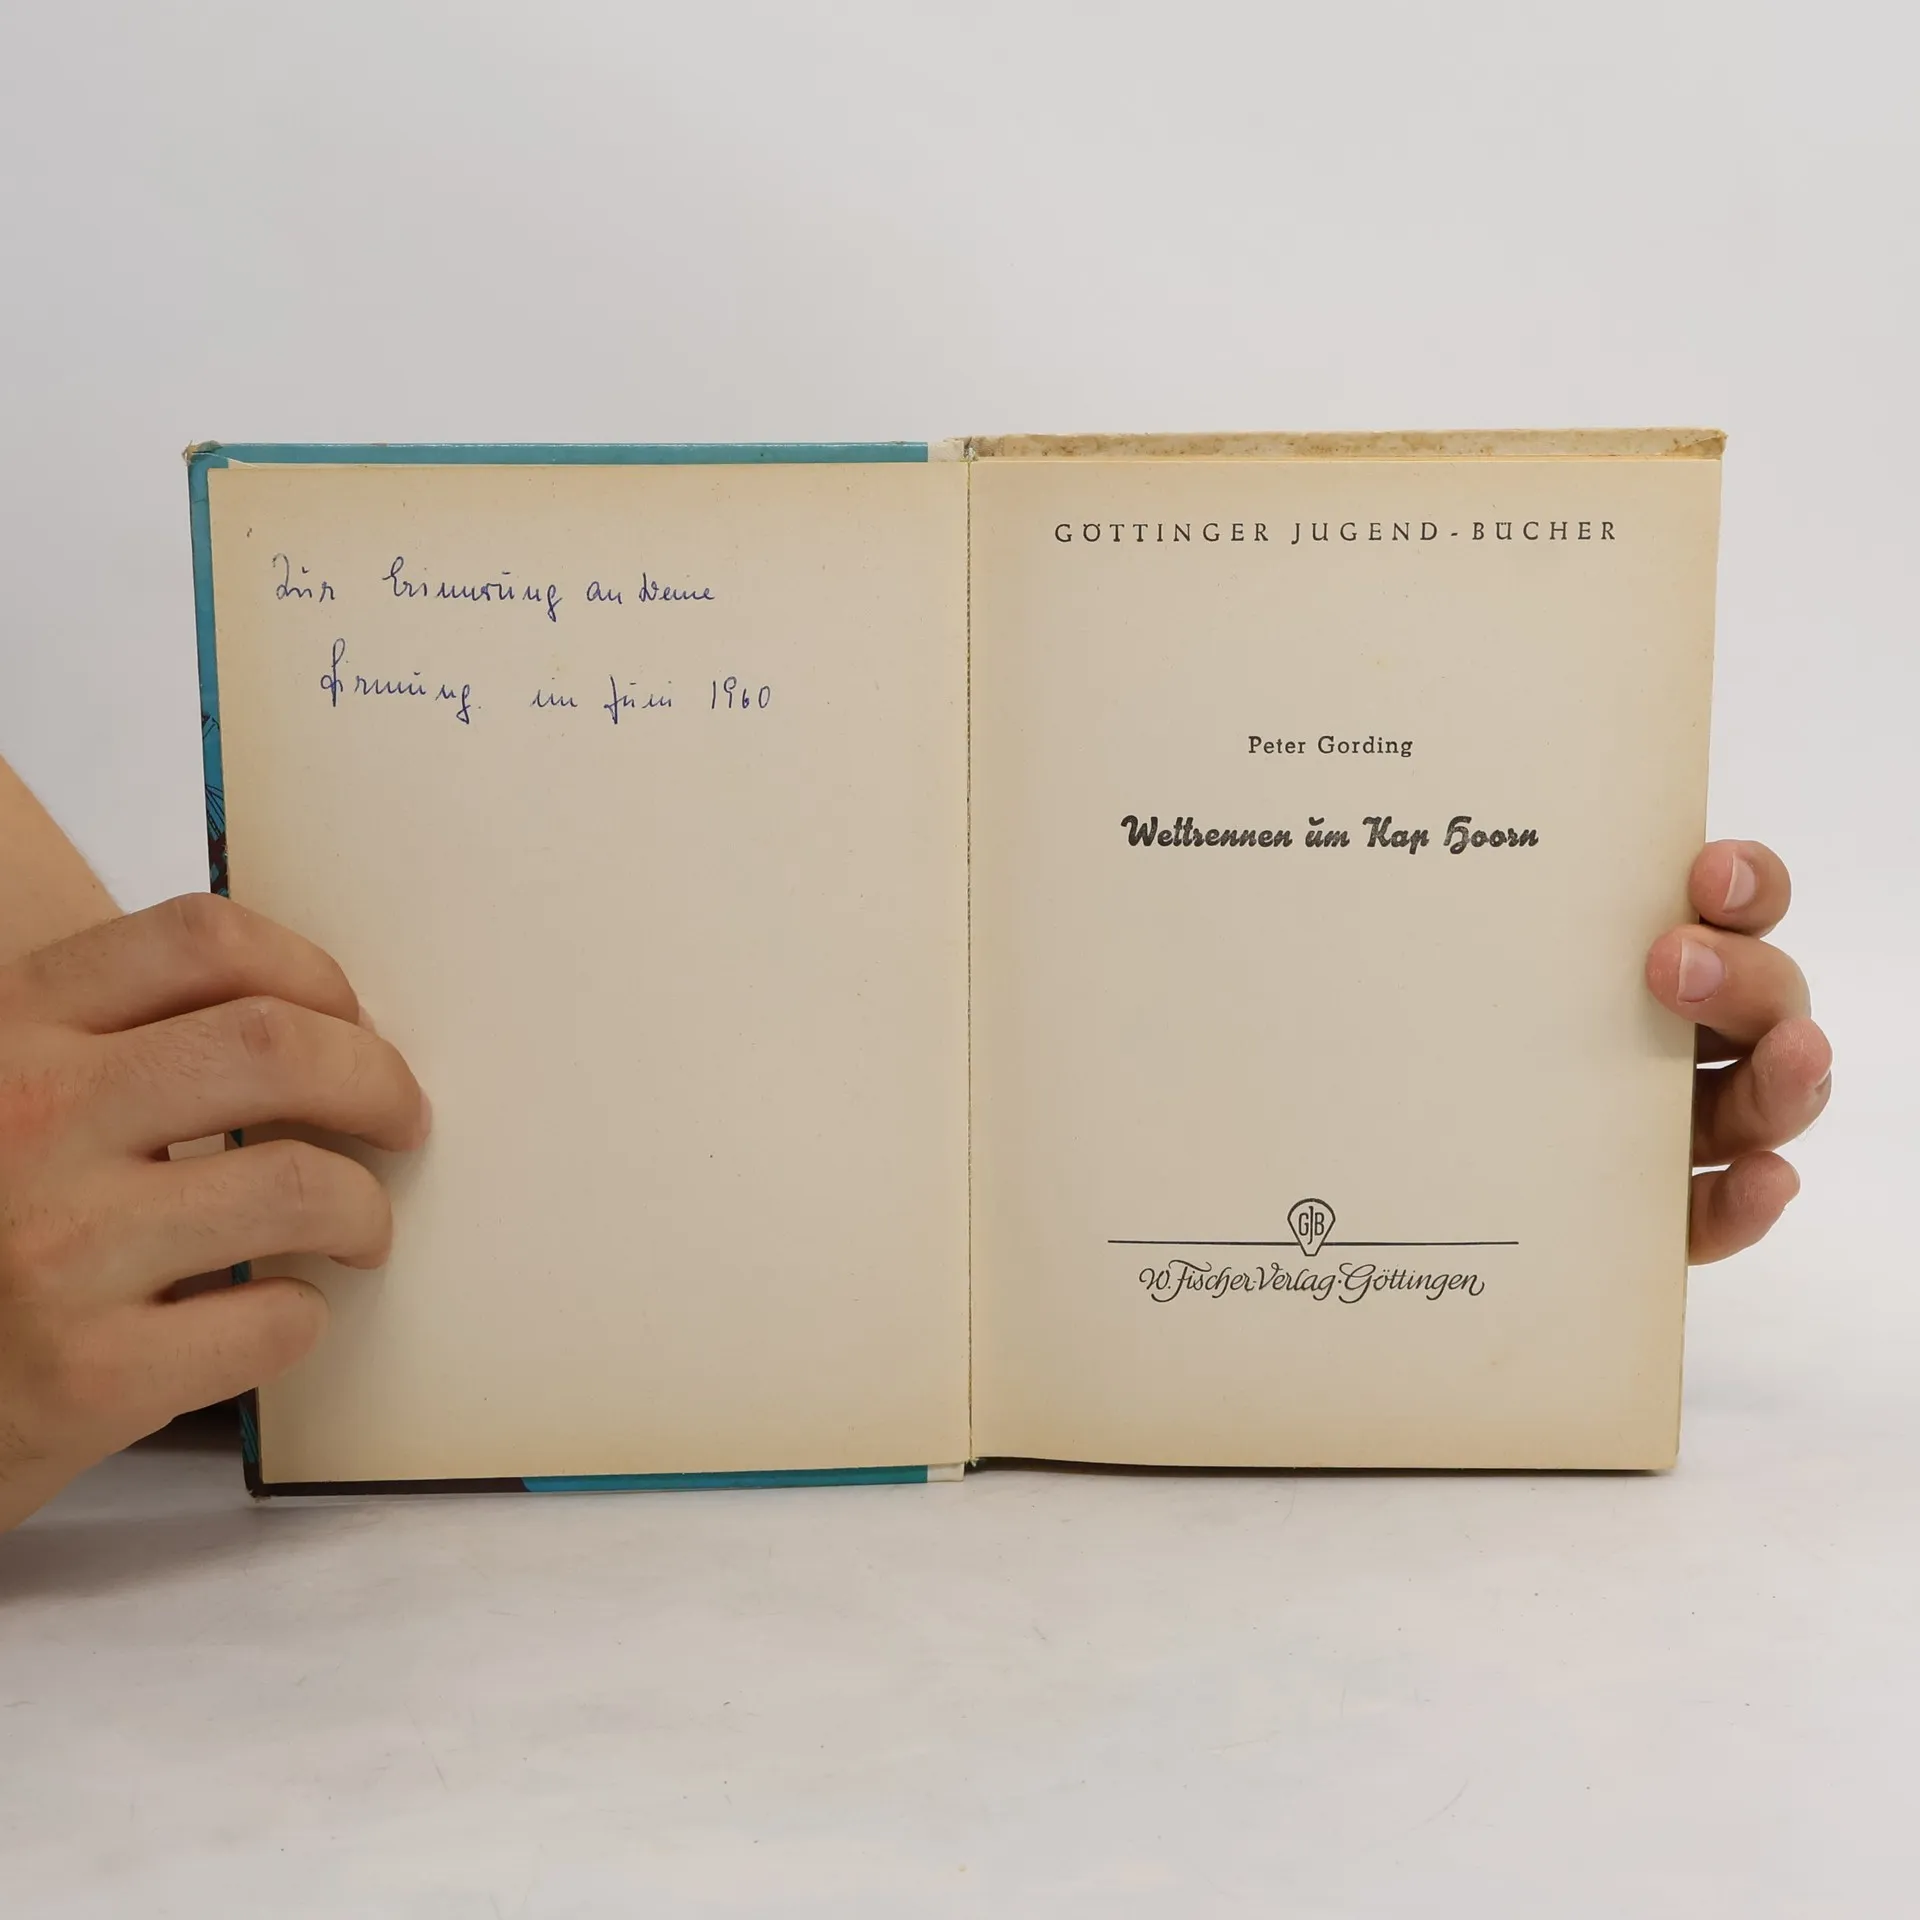 Zur Erinnerung an Deine
Firmung. im Juni 1960
GÖTTINGER JUGEND-BÜCHER
Peter Gording
Wettrennen um Kap Hoorn
GJB
W. Fischer-Verlag · Göttingen